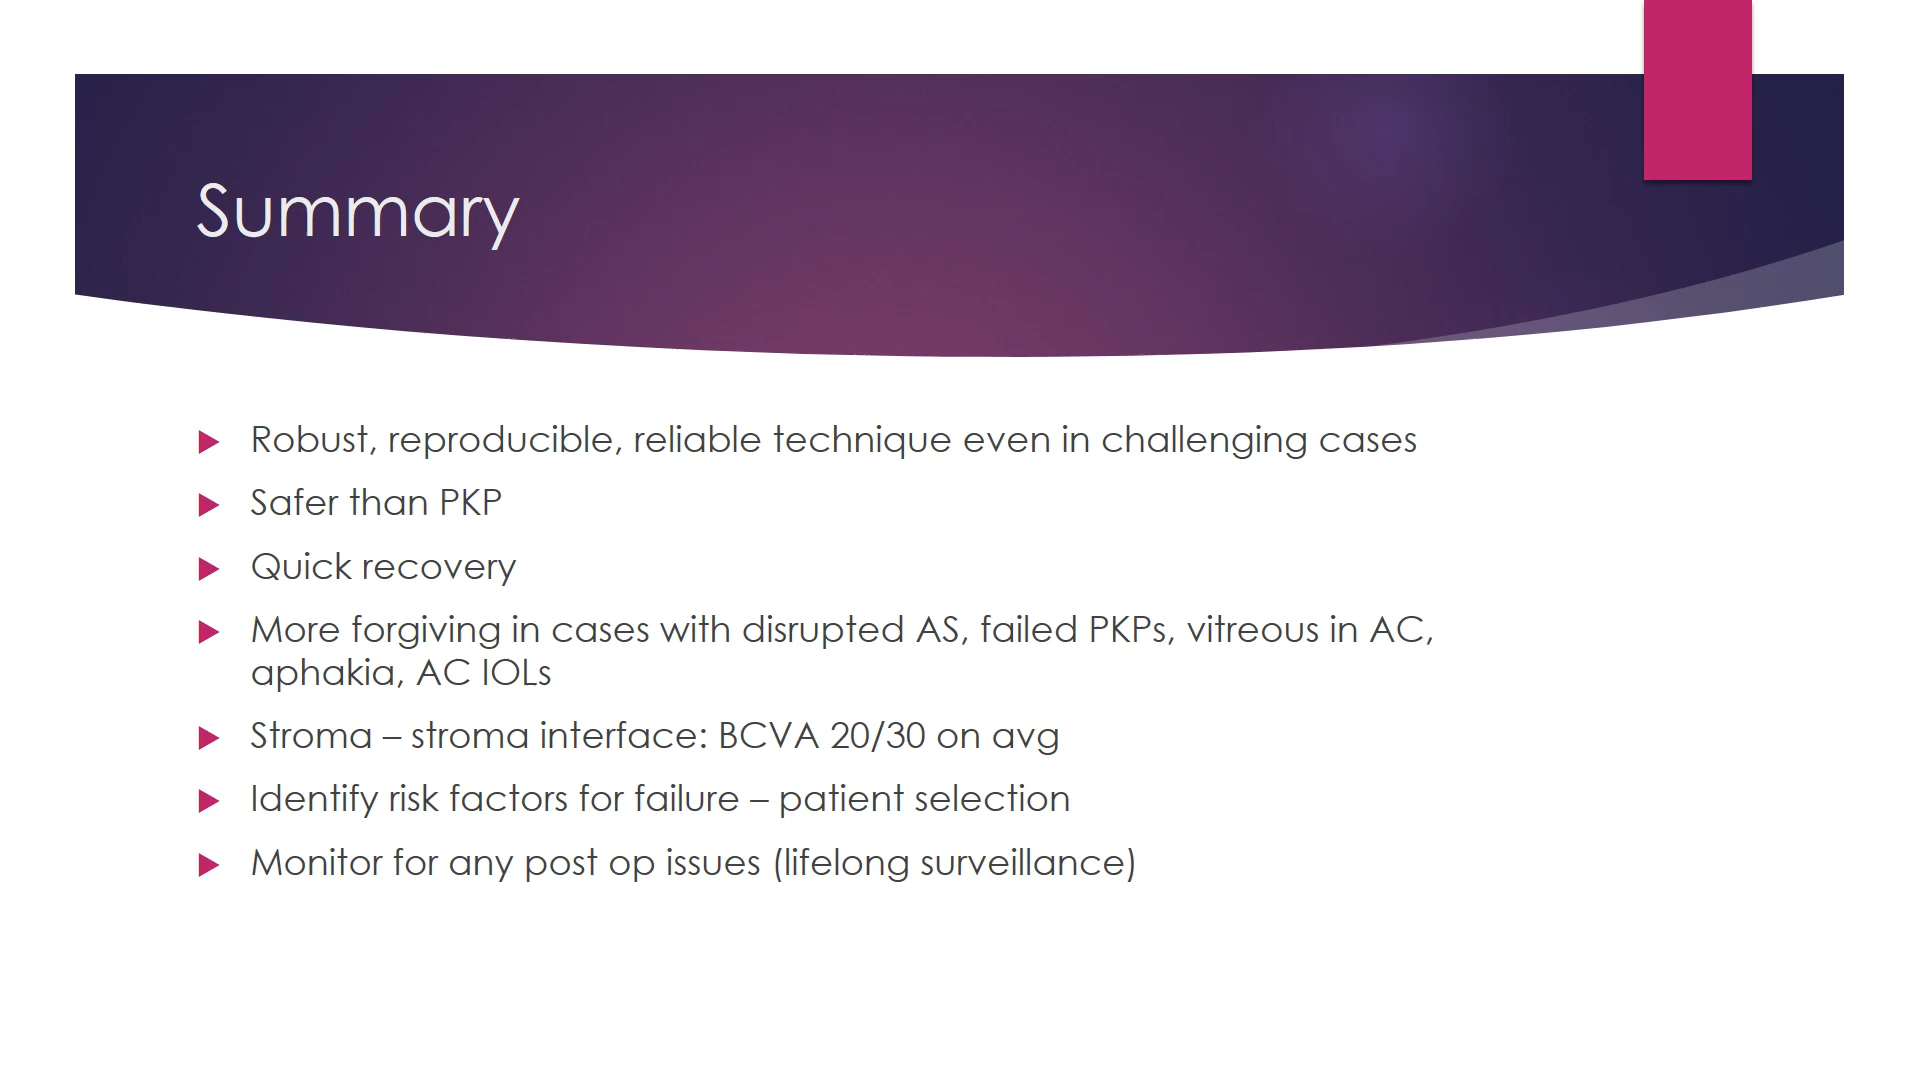 Summary
Robust, reproducible, reliable technique even in challenging cases
Safer than PKP
Quick recovery
More forgiving in cases with disrupted AS, failed PKPs, vitreous in AC,
aphakia, AC IOLs
Stroma – stroma interface: BCVA 20/30 on avg
Identify risk factors for failure – patient selection
Monitor for any post op issues (lifelong surveillance)